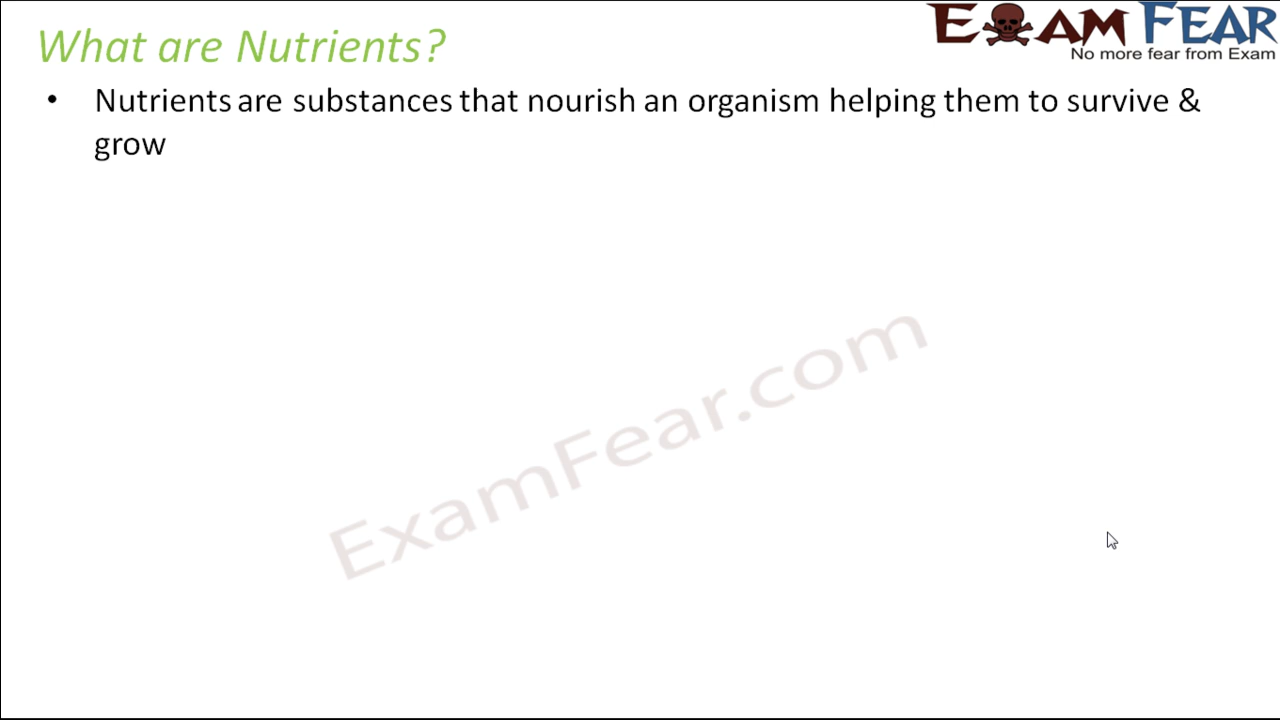 What are Nutrients?
EXAM FEAR
No more fear from Exam
• Nutrients are substances that nourish an organism helping them to survive &
grow
ExamFear.com